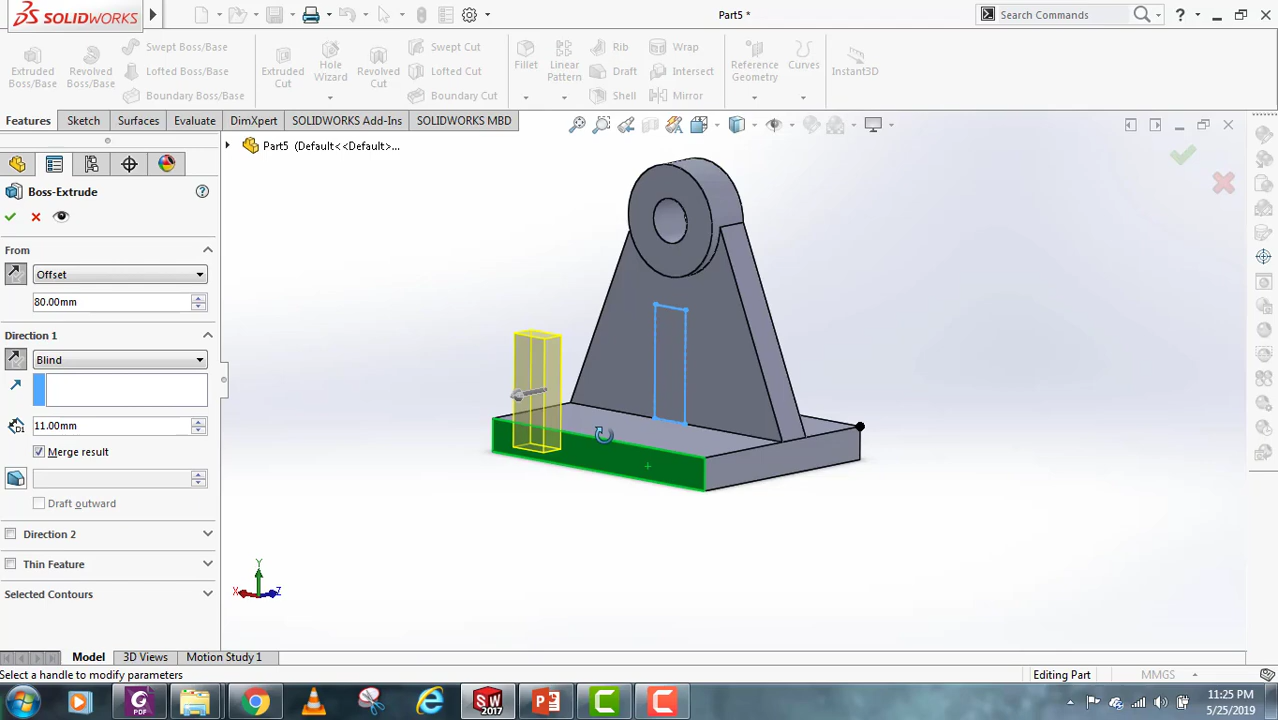 SOLIDWORKS
Part5 *
Search Commands
Extruded Boss/Base
Revolved Boss/Base
Swept Boss/Base
Lofted Boss/Base
Boundary Boss/Base
Extruded Cut
Hole Wizard
Revolved Cut
Swept Cut
Lofted Cut
Boundary Cut
Fillet
Linear Pattern
Rib
Draft
Shell
Wrap
Intersect
Mirror
Reference Geometry
Curves
Instant3D
Features
Sketch
Surfaces
Evaluate
DimXpert
SOLIDWORKS Add-Ins
SOLIDWORKS MBD
Part5 (Default<<Default>...
Boss-Extrude
From
Offset
80.00mm
Direction 1
Blind
11.00mm
Merge result
Draft outward
Direction 2
Thin Feature
Selected Contours
Y
X
Z
Model
3D Views
Motion Study 1
Select a handle to modify parameters
Editing Part
MMGS
PDF
SW
2017
11:25 PM
5/25/2019